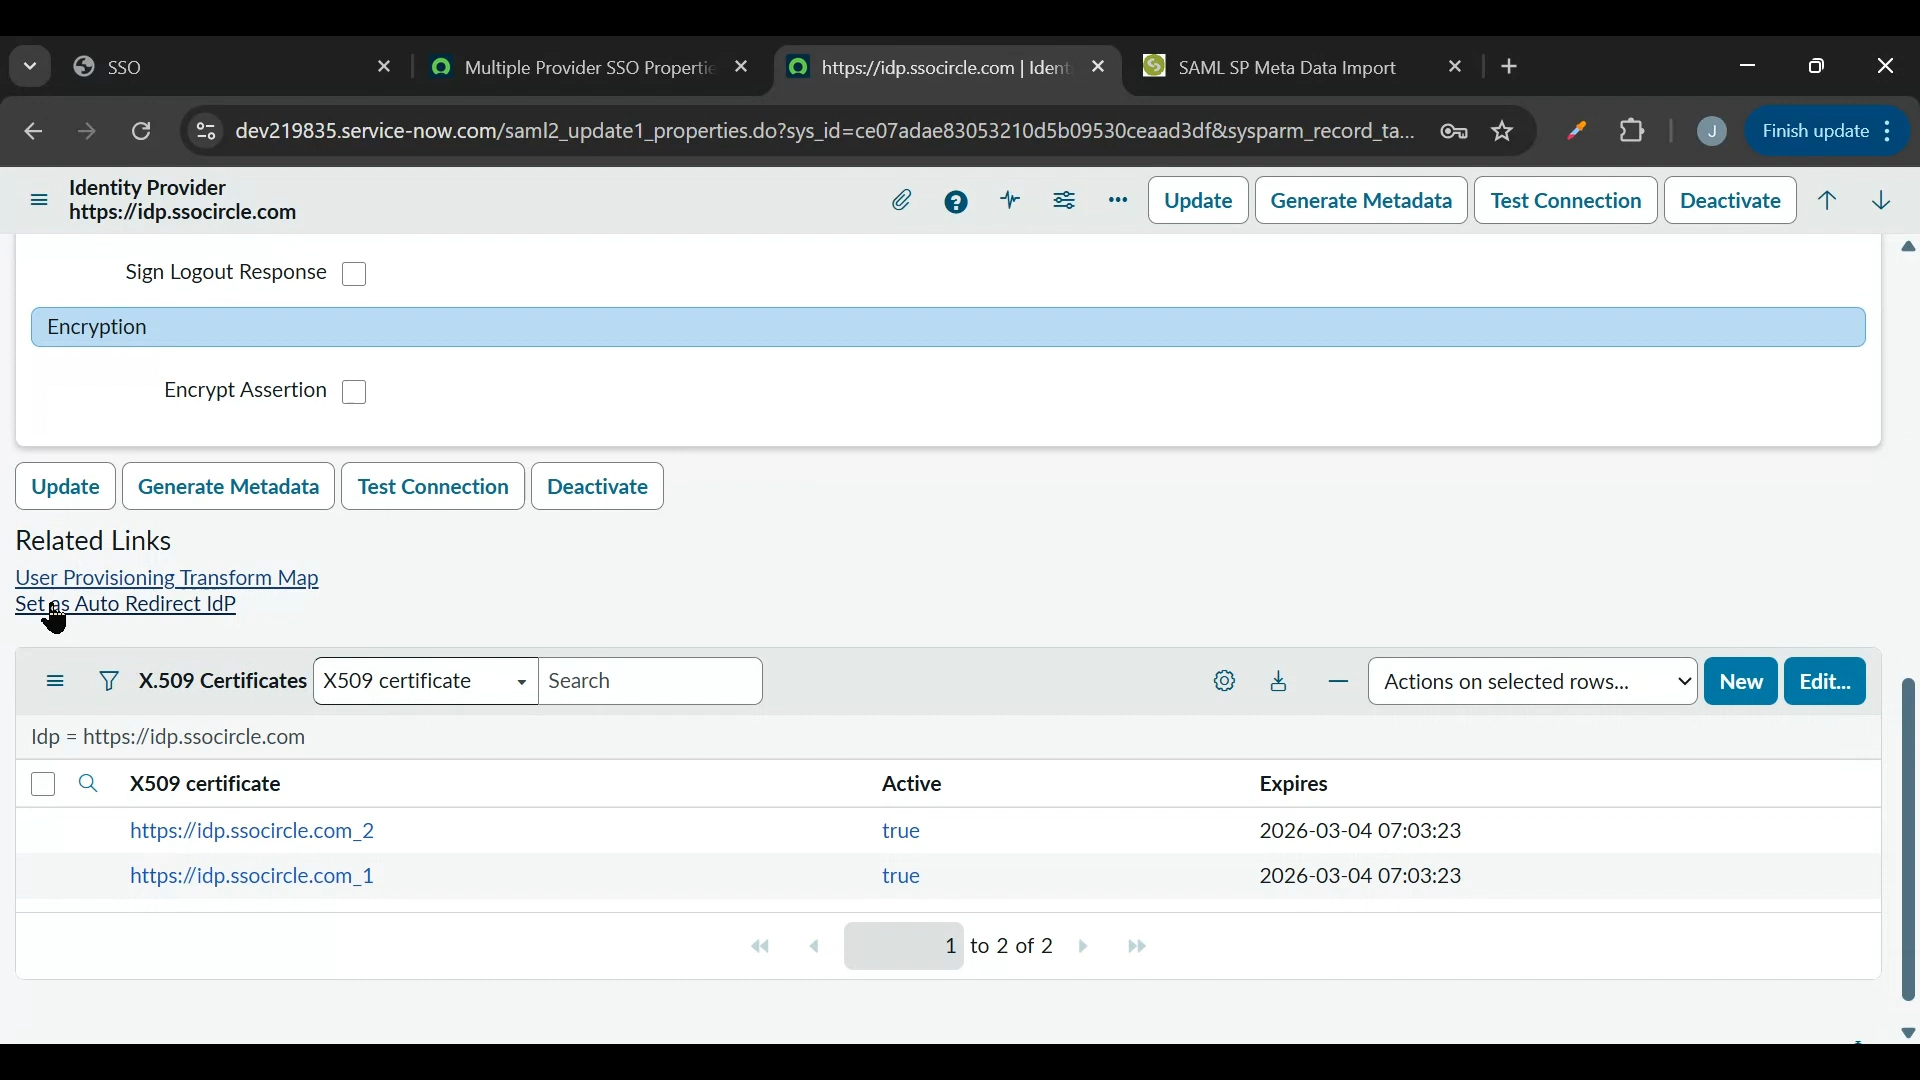 SSO
Multiple Provider SSO Propertie
https://idp.ssocircle.com | Ident
SAML SP Meta Data Import
dev219835.service-now.com/saml2_update1_properties.do?sys_id=ce07adae83053210d5b09530ceaad3df&sysparm_record_ta...
J
Finish update
Identity Provider
https://idp.ssocircle.com
Update
Generate Metadata
Test Connection
Deactivate
Sign Logout Response
Encryption
Encrypt Assertion
Update
Generate Metadata
Test Connection
Deactivate
Related Links
User Provisioning Transform Map
Set as Auto Redirect IdP
X.509 Certificates
X509 certificate
Search
Actions on selected rows...
New
Edit...
Idp = https://idp.ssocircle.com
X509 certificate Active Expires
https://idp.ssocircle.com_2 true 2026-03-04 07:03:23
https://idp.ssocircle.com_1 true 2026-03-04 07:03:23
1 to 2 of 2